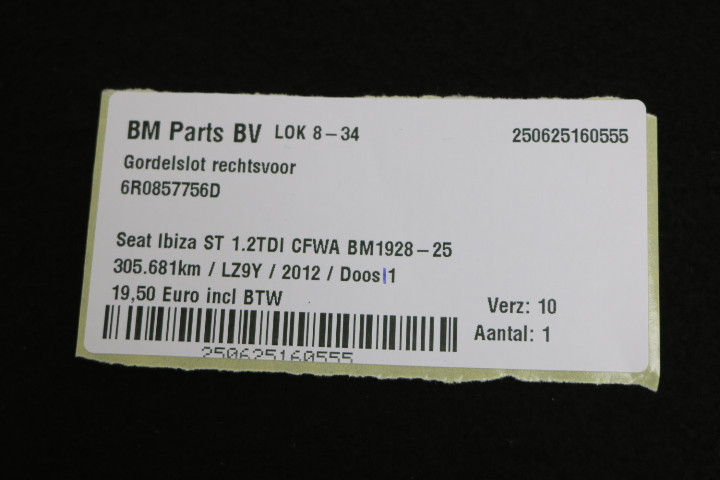 BM Parts BV LOK 8-34 250625160555
Gordelslot rechtsvoor
6R0857756D
Seat Ibiza ST 1.2TDI CFWA BM1928-25
305.681km / LZ9Y / 2012 / Doos 1
19,50 Euro incl BTW
Verz: 10
Aantal: 1
250625160555